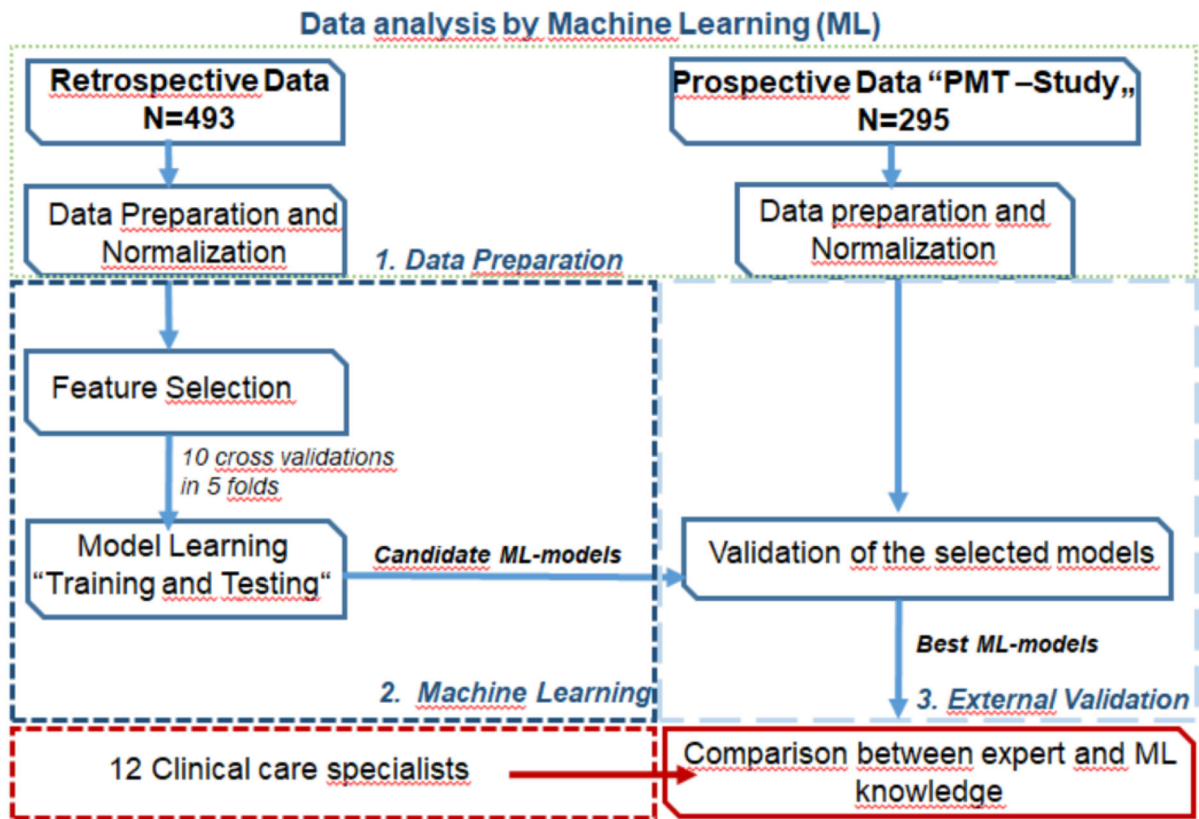 Data analysis by Machine Learning (ML)
Retrospective Data
N=493
Prospective Data “PMT –Study„
N=295
Data Preparation and
Normalization
Data preparation and
Normalization
1. Data Preparation
Feature Selection
10 cross validations
in 5 folds
Model Learning
“Training and Testing“
Candidate ML-models
Validation of the selected models
Best ML-models
2. Machine Learning
3. External Validation
12 Clinical care specialists
Comparison between expert and ML
knowledge